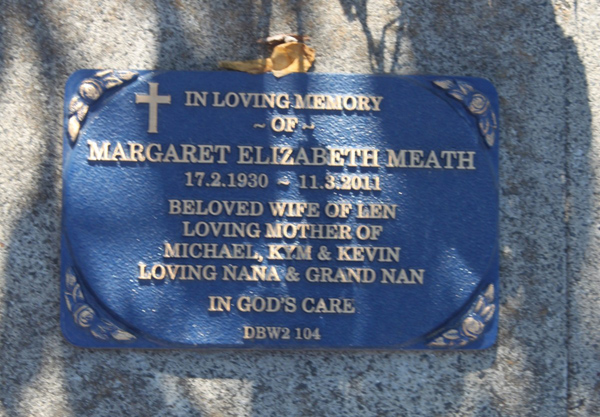 IN LOVING MEMORY
~ OF ~
MARGARET ELIZABETH MEATH
17.2.1930 ~ 11.3.2011
BELOVED WIFE OF LEN
LOVING MOTHER OF
MICHAEL, KYM & KEVIN
LOVING NANA & GRAND NAN
IN GOD'S CARE
DBW2 104